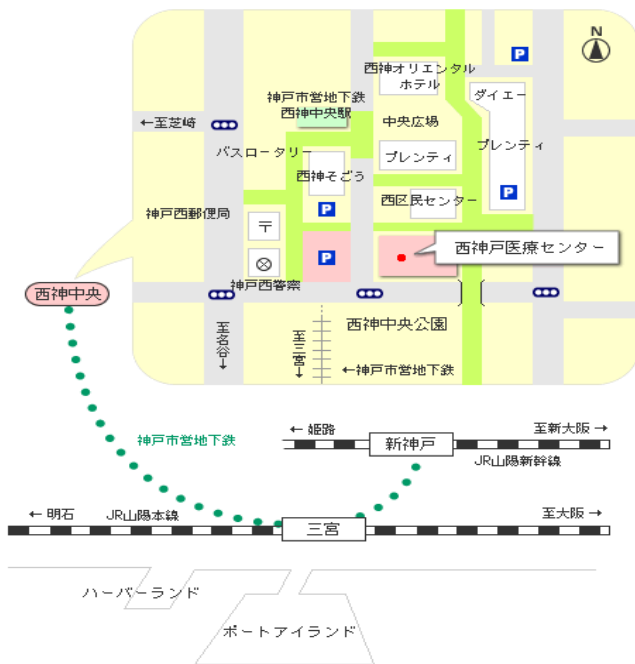 N
P
西神オリエンタル
ホテル
ダイエー
神戸市営地下鉄
西神中央駅
←至芝崎
中央広場
バスロータリー
プレンティ
プレンティ
西神そごう
P
西区民センター
神戸西郵便局
P
〒
P
西神戸医療センター
神戸西警察
西神中央
西神中央公園
至名谷→
至三宮→
←神戸市営地下鉄
← 姫路
至新大阪 →
新神戸
神戸市営地下鉄
JR山陽新幹線
← 明石
JR山陽本線
三宮
至大阪 →
ハーバーランド
ポートアイランド